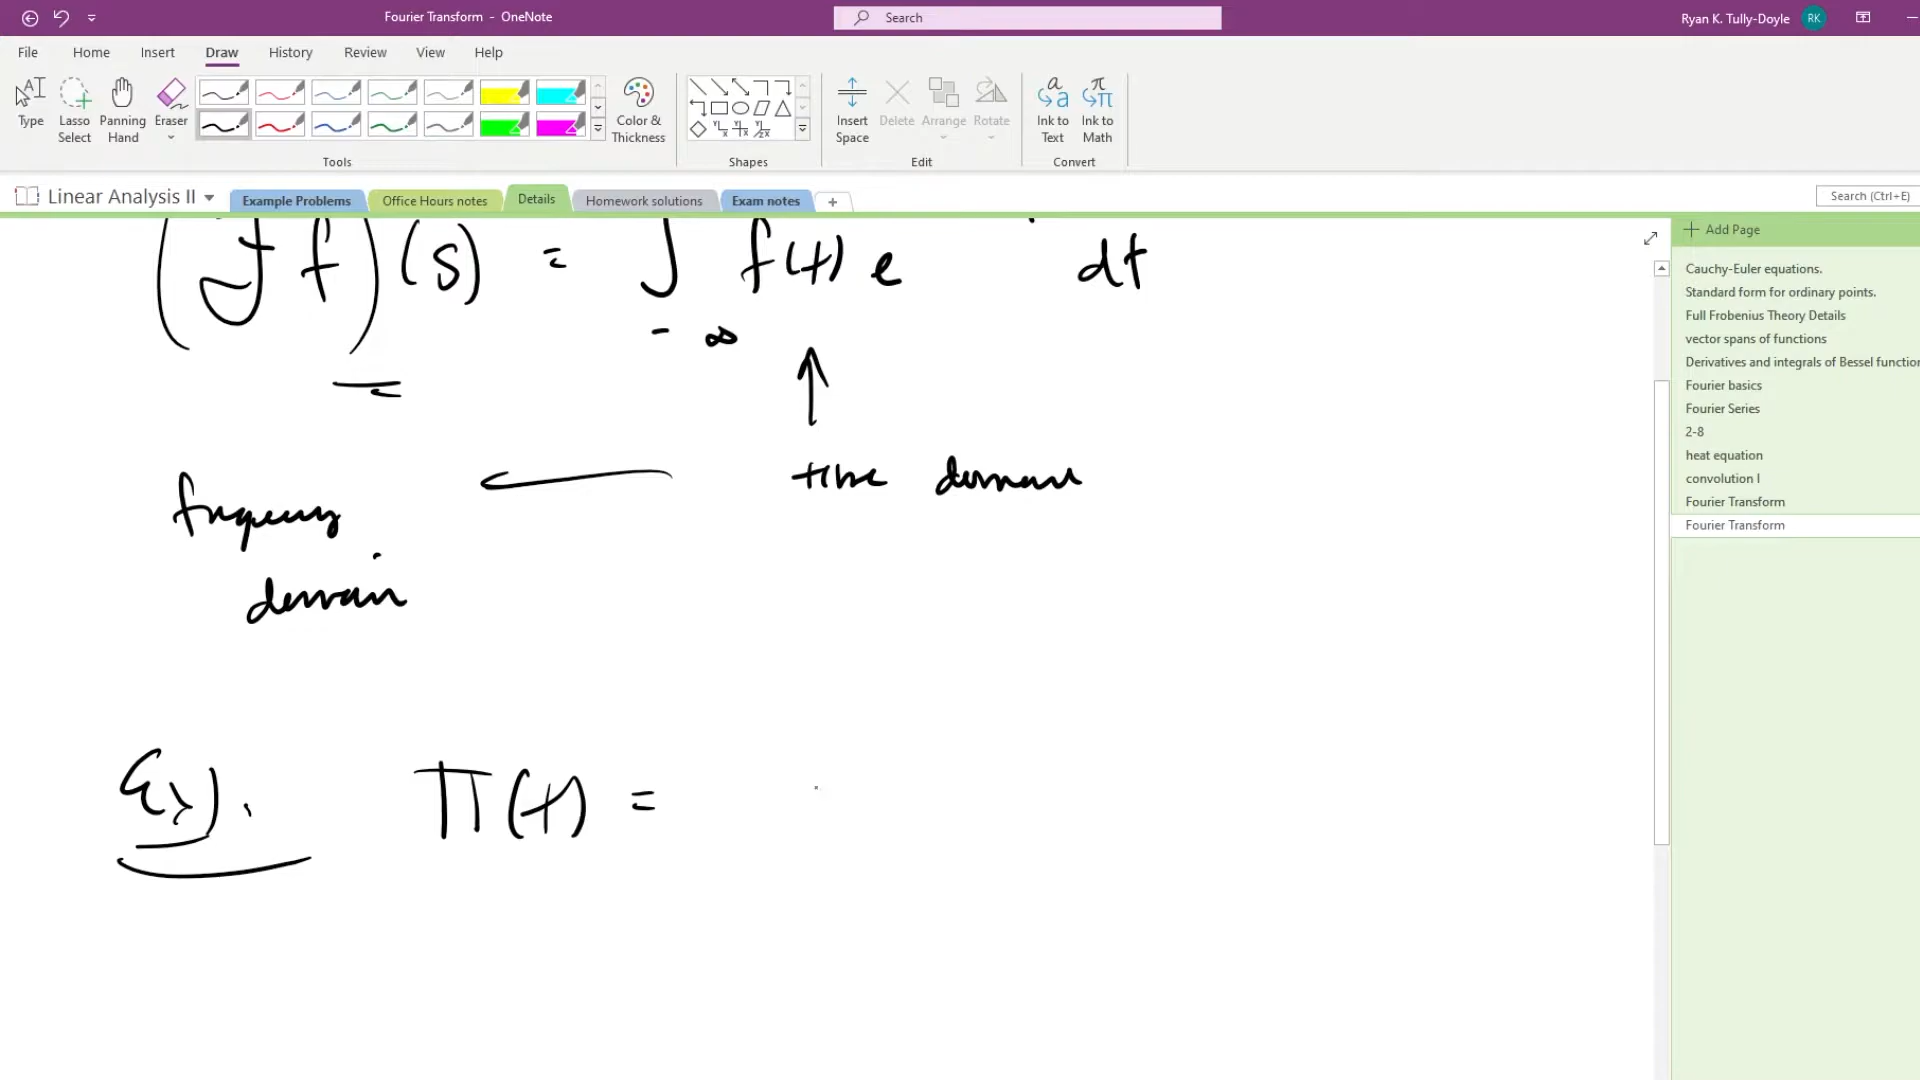 Fourier Transform - OneNote
Search
Ryan K. Tully-Doyle
RK
File Home Insert Draw History Review View Help
Type
Lasso Select
Panning Hand
Eraser
Color & Thickness
Insert Space
Delete
Arrange
Rotate
Ink to Text
Ink to Math
Tools
Shapes
Edit
Convert
Linear Analysis II
Example Problems
Office Hours notes
Details
Homework solutions
Exam notes
Search (Ctrl+E)
Add Page
Cauchy-Euler equations.
Standard form for ordinary points.
Full Frobenius Theory Details
vector spans of functions
Derivatives and integrals of Bessel function
Fourier basics
Fourier Series
2-8
heat equation
convolution I
Fourier Transform
Fourier Transform
(ℱ f)(s) = ∫ f(t) e dt
- ∞
time domain
frequency
domain
Ex). Π(t) =